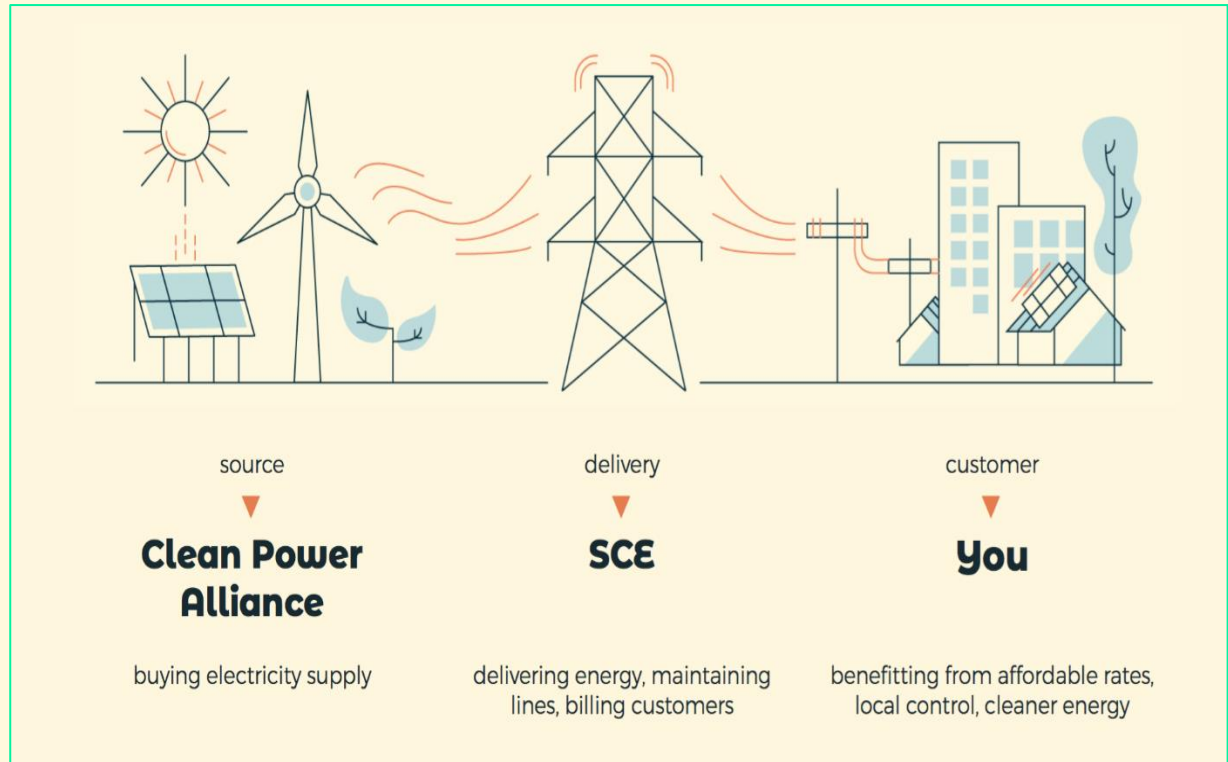 source
Clean Power
Alliance
buying electricity supply
delivery
SCE
delivering energy, maintaining
lines, billing customers
customer
You
benefitting from affordable rates,
local control, cleaner energy